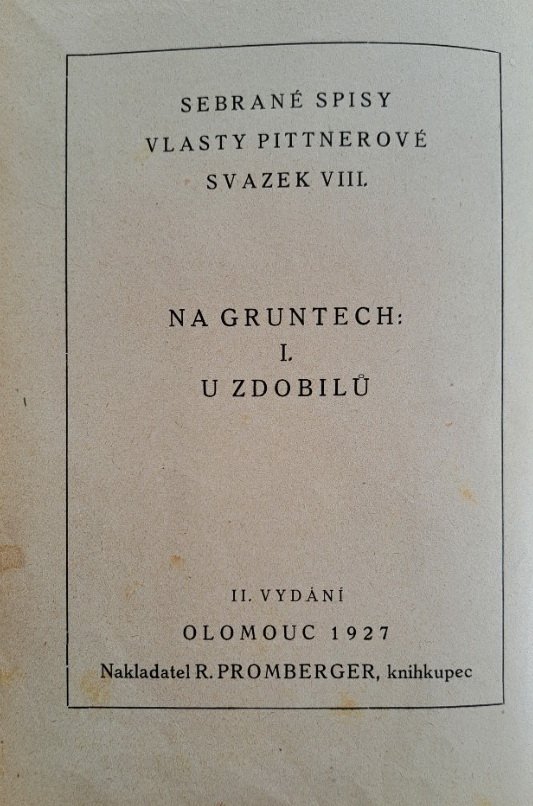 SEBRANÉ SPISY
VLASTY PITTNEROVÉ
SVAZEK VIII.
NA GRUNTECH:
I.
U ZDOBILŮ
II. VYDÁNÍ
OLOMOUC 1927
Nakladatel R. PROMBERGER, knihkupec